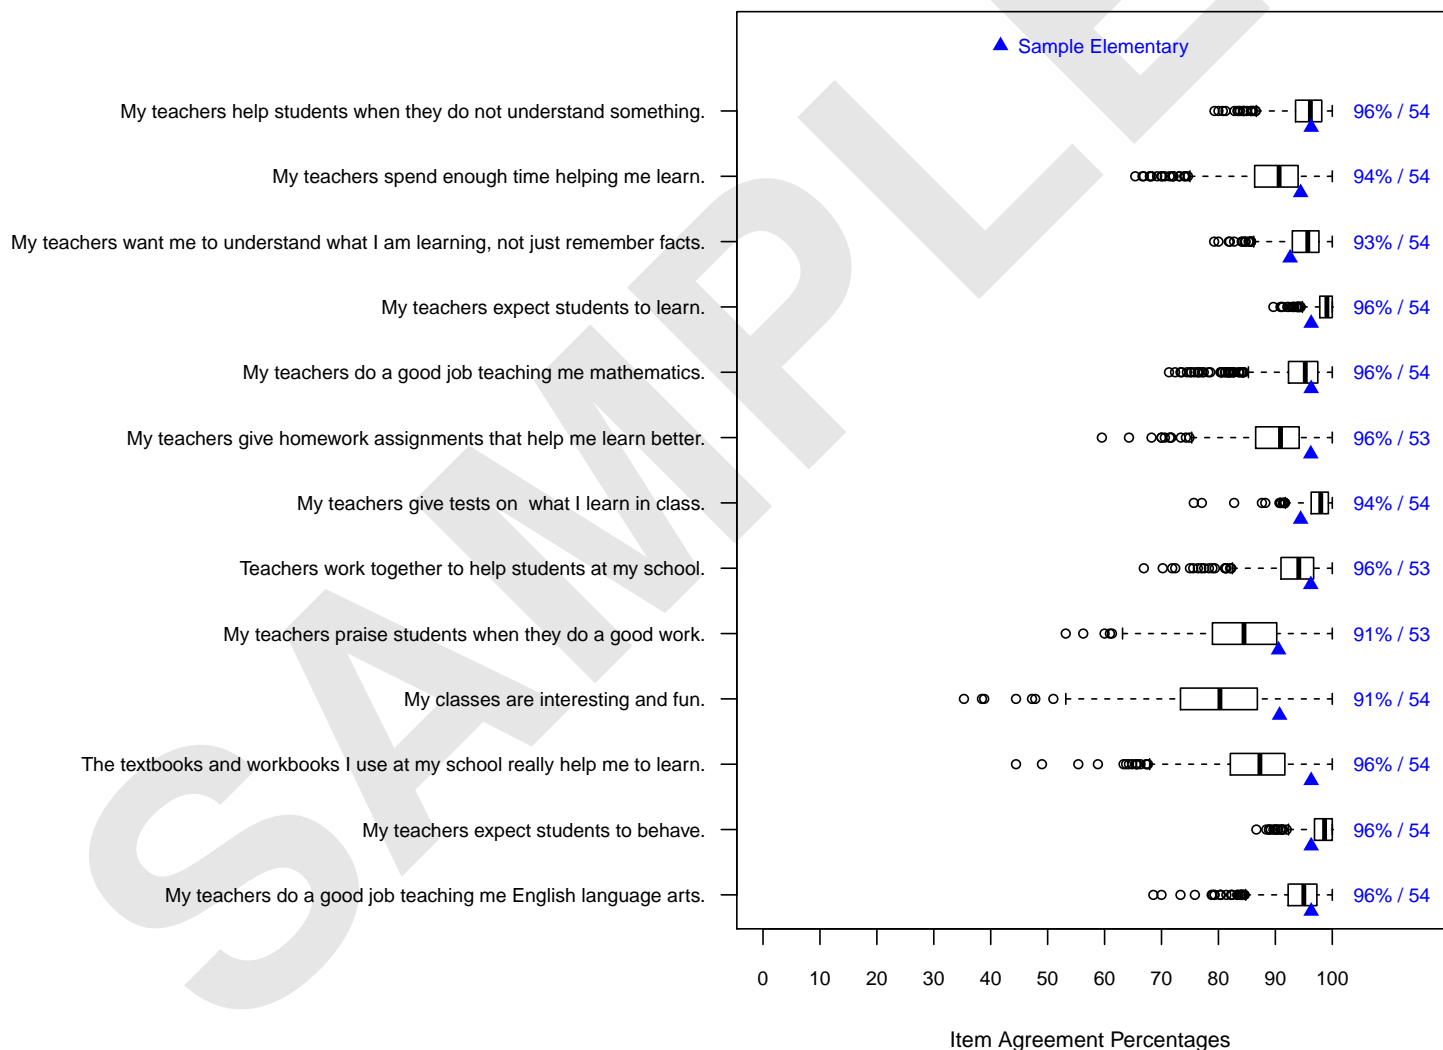 SAMPLE
Sample Elementary
My teachers help students when they do not understand something. 96% / 54
My teachers spend enough time helping me learn. 94% / 54
My teachers want me to understand what I am learning, not just remember facts. 93% / 54
My teachers expect students to learn. 96% / 54
My teachers do a good job teaching me mathematics. 96% / 54
My teachers give homework assignments that help me learn better. 96% / 53
My teachers give tests on  what I learn in class. 94% / 54
Teachers work together to help students at my school. 96% / 53
My teachers praise students when they do a good work. 91% / 53
My classes are interesting and fun. 91% / 54
The textbooks and workbooks I use at my school really help me to learn. 96% / 54
My teachers expect students to behave. 96% / 54
My teachers do a good job teaching me English language arts. 96% / 54
0 10 20 30 40 50 60 70 80 90 100
Item Agreement Percentages